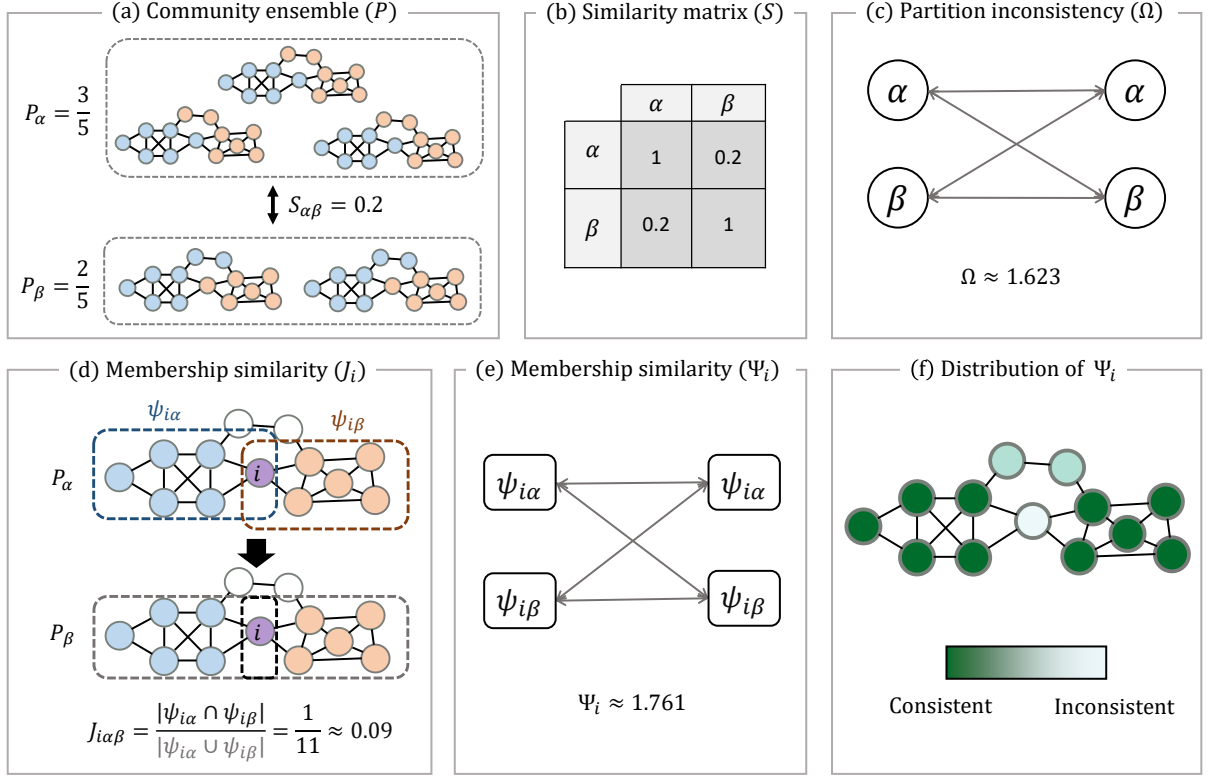 (a) Community ensemble (P)
P_α = 3/5
S_αβ = 0.2
P_β = 2/5
(b) Similarity matrix (S)
α β
α 1 0.2
β 0.2 1
(c) Partition inconsistency (Ω)
α α
β β
Ω ≈ 1.623
(d) Membership similarity (J_i)
ψ_iα
ψ_iβ
P_α
i
P_β
i
J_iαβ = |ψ_iα ∩ ψ_iβ| / |ψ_iα ∪ ψ_iβ| = 1/11 ≈ 0.09
(e) Membership similarity (Ψ_i)
ψ_iα ψ_iα
ψ_iβ ψ_iβ
Ψ_i ≈ 1.761
(f) Distribution of Ψ_i
Consistent Inconsistent